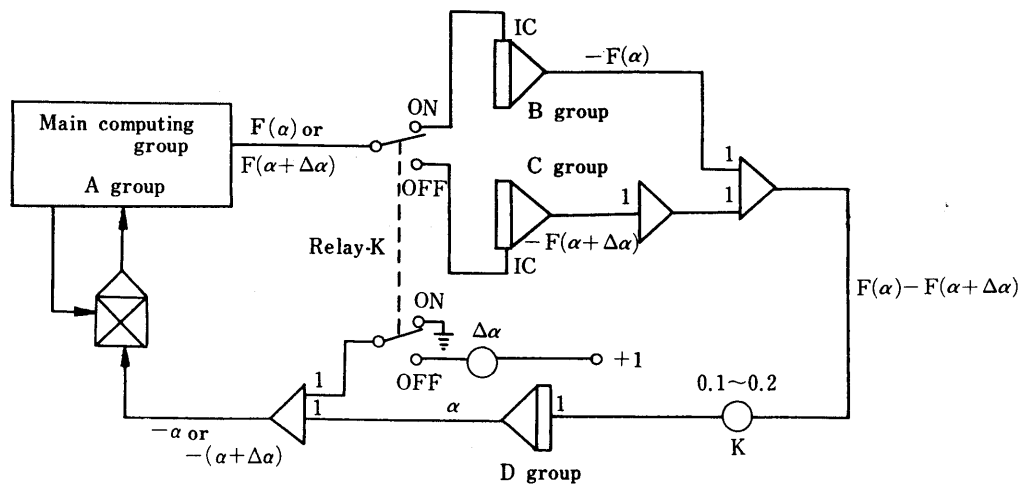 Main computing
group
A group
F(α) or
F(α+Δα)
ON
OFF
Relay-K
IC
B group
−F(α)
C group
−F(α+Δα)
IC
1
1
1
F(α)−F(α+Δα)
ON
OFF
Δα
+1
0.1~0.2
K
1
D group
α
1
1
−α or
−(α+Δα)